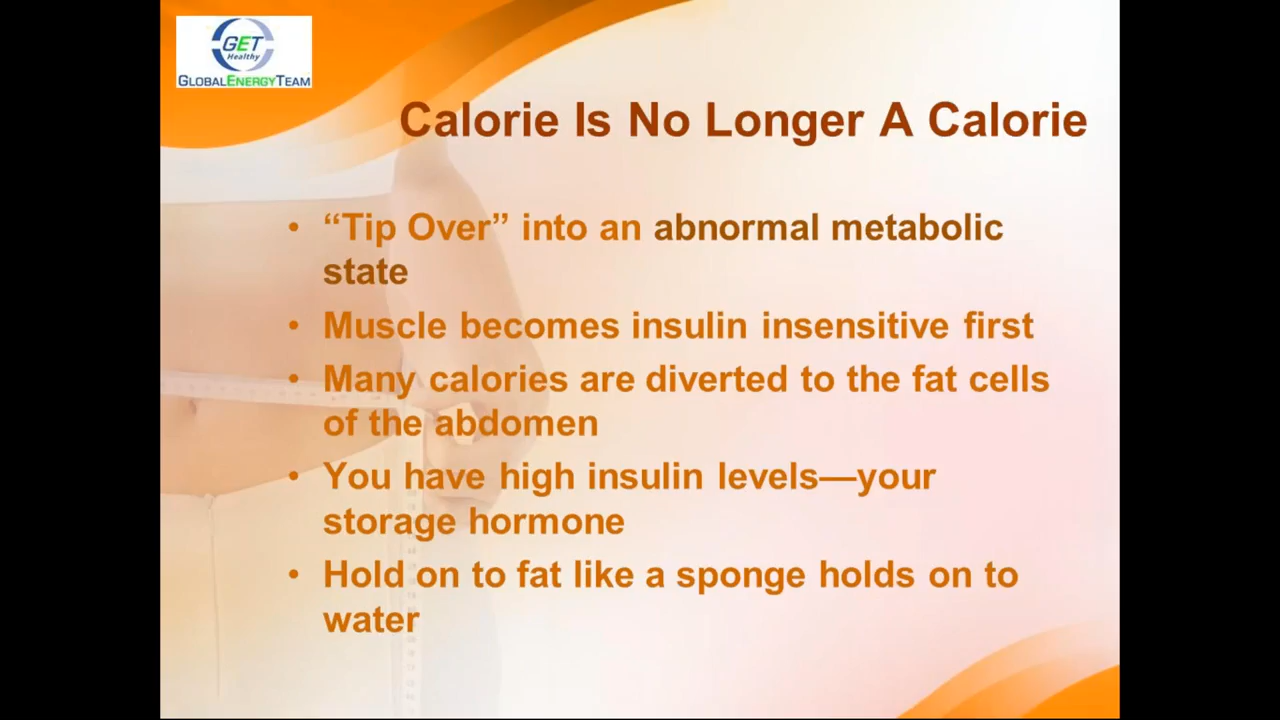 GET
Healthy
GLOBALENERGYTEAM
Calorie Is No Longer A Calorie
• “Tip Over” into an abnormal metabolic
state
• Muscle becomes insulin insensitive first
• Many calories are diverted to the fat cells
of the abdomen
• You have high insulin levels—your
storage hormone
• Hold on to fat like a sponge holds on to
water